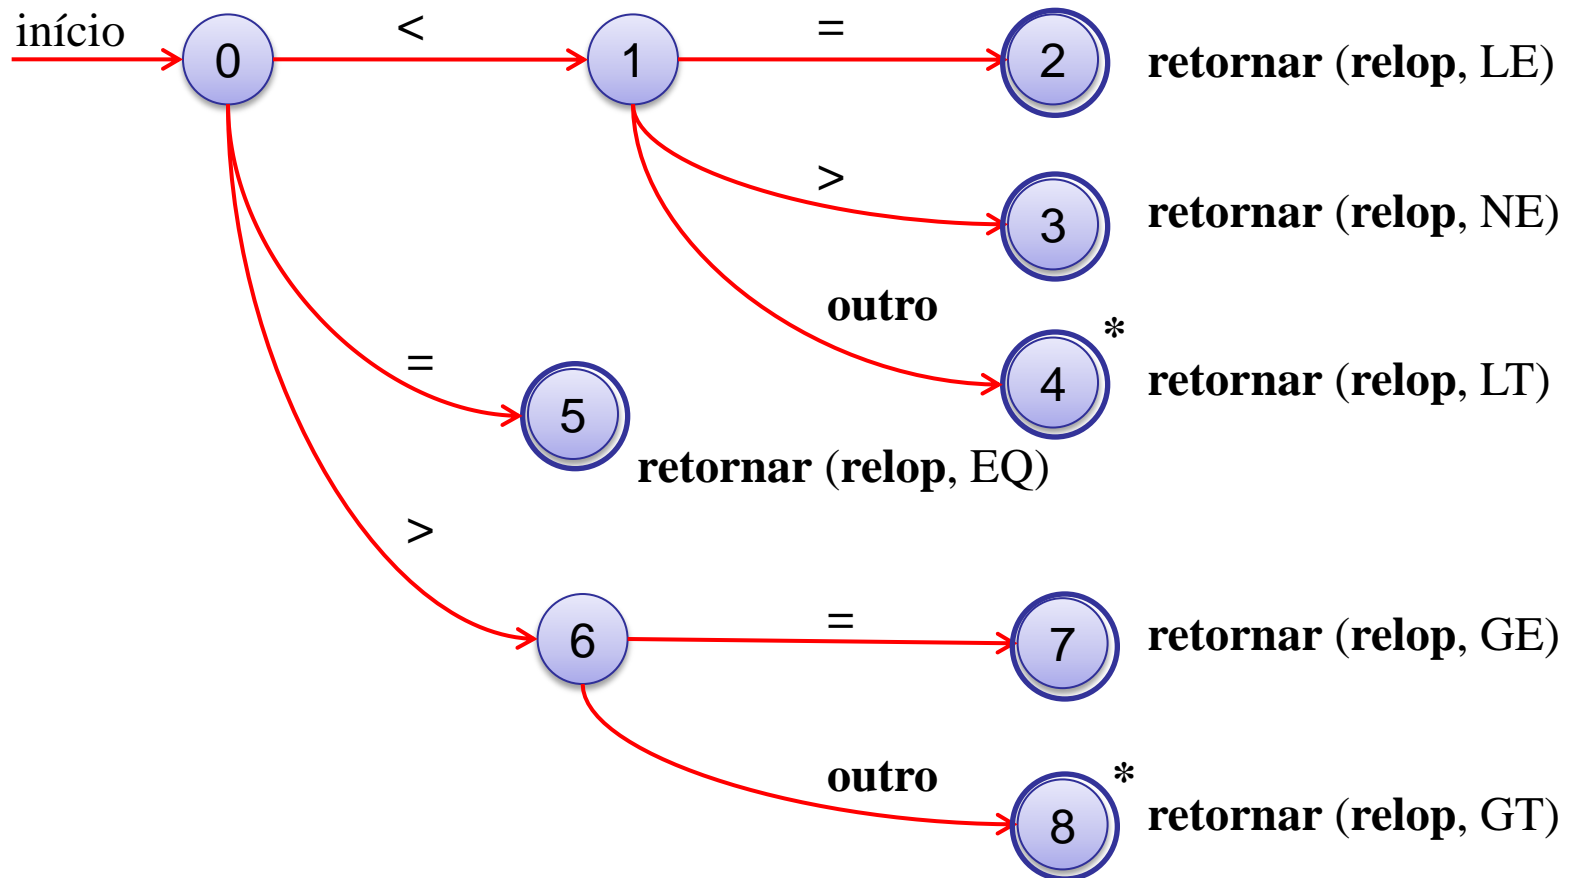 início
0
<
1
=
2
retornar (relop, LE)
>
3
retornar (relop, NE)
outro
4
*
retornar (relop, LT)
=
5
retornar (relop, EQ)
>
6
=
7
retornar (relop, GE)
outro
8
*
retornar (relop, GT)